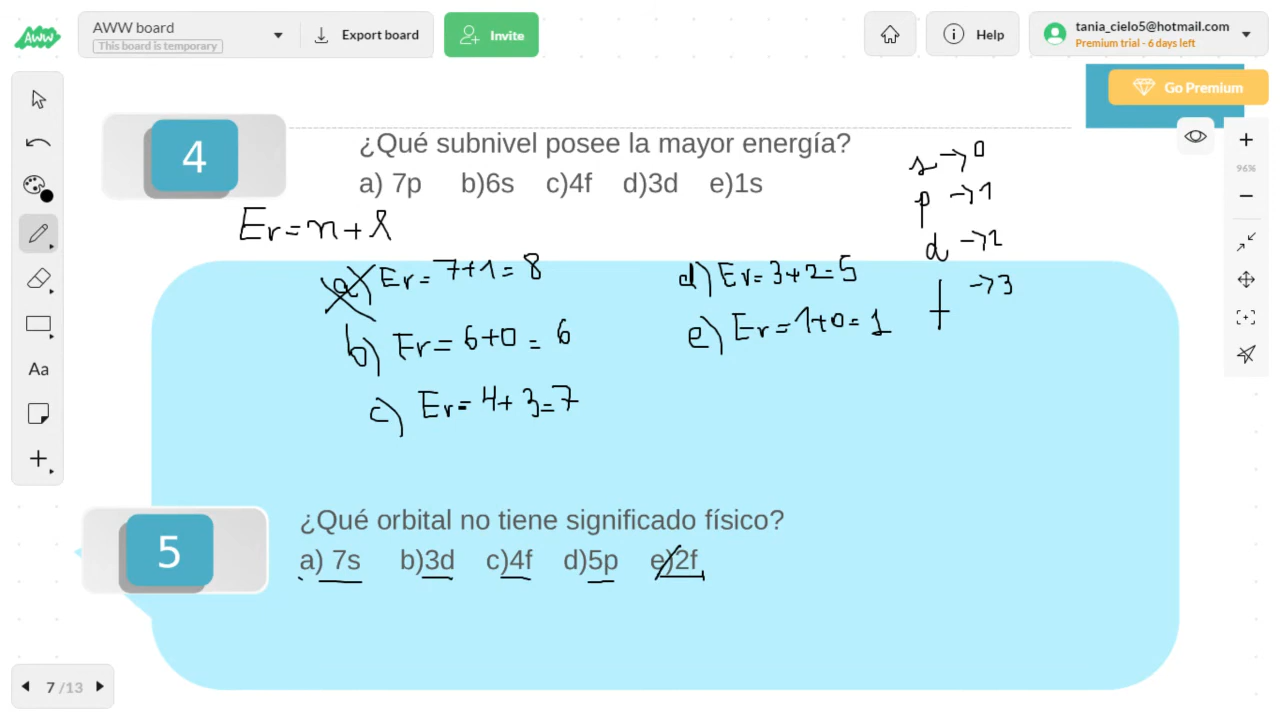 AWW
AWW board
This board is temporary
Export board
Invite
Help
tania_cielo5@hotmail.com
Premium trial - 6 days left
Go Premium
96%
4
¿Qué subnivel posee la mayor energía?
a) 7p b)6s c)4f d)3d e)1s
s→0
p→1
d→2
f→3
Er=n+l
a) Er=7+1=8
b) Er=6+0=6
c) Er=4+3=7
d) Er=3+2=5
e) Er=1+0=1
Aa
5
¿Qué orbital no tiene significado físico?
a) 7s b)3d c)4f d)5p e)2f
7 /13